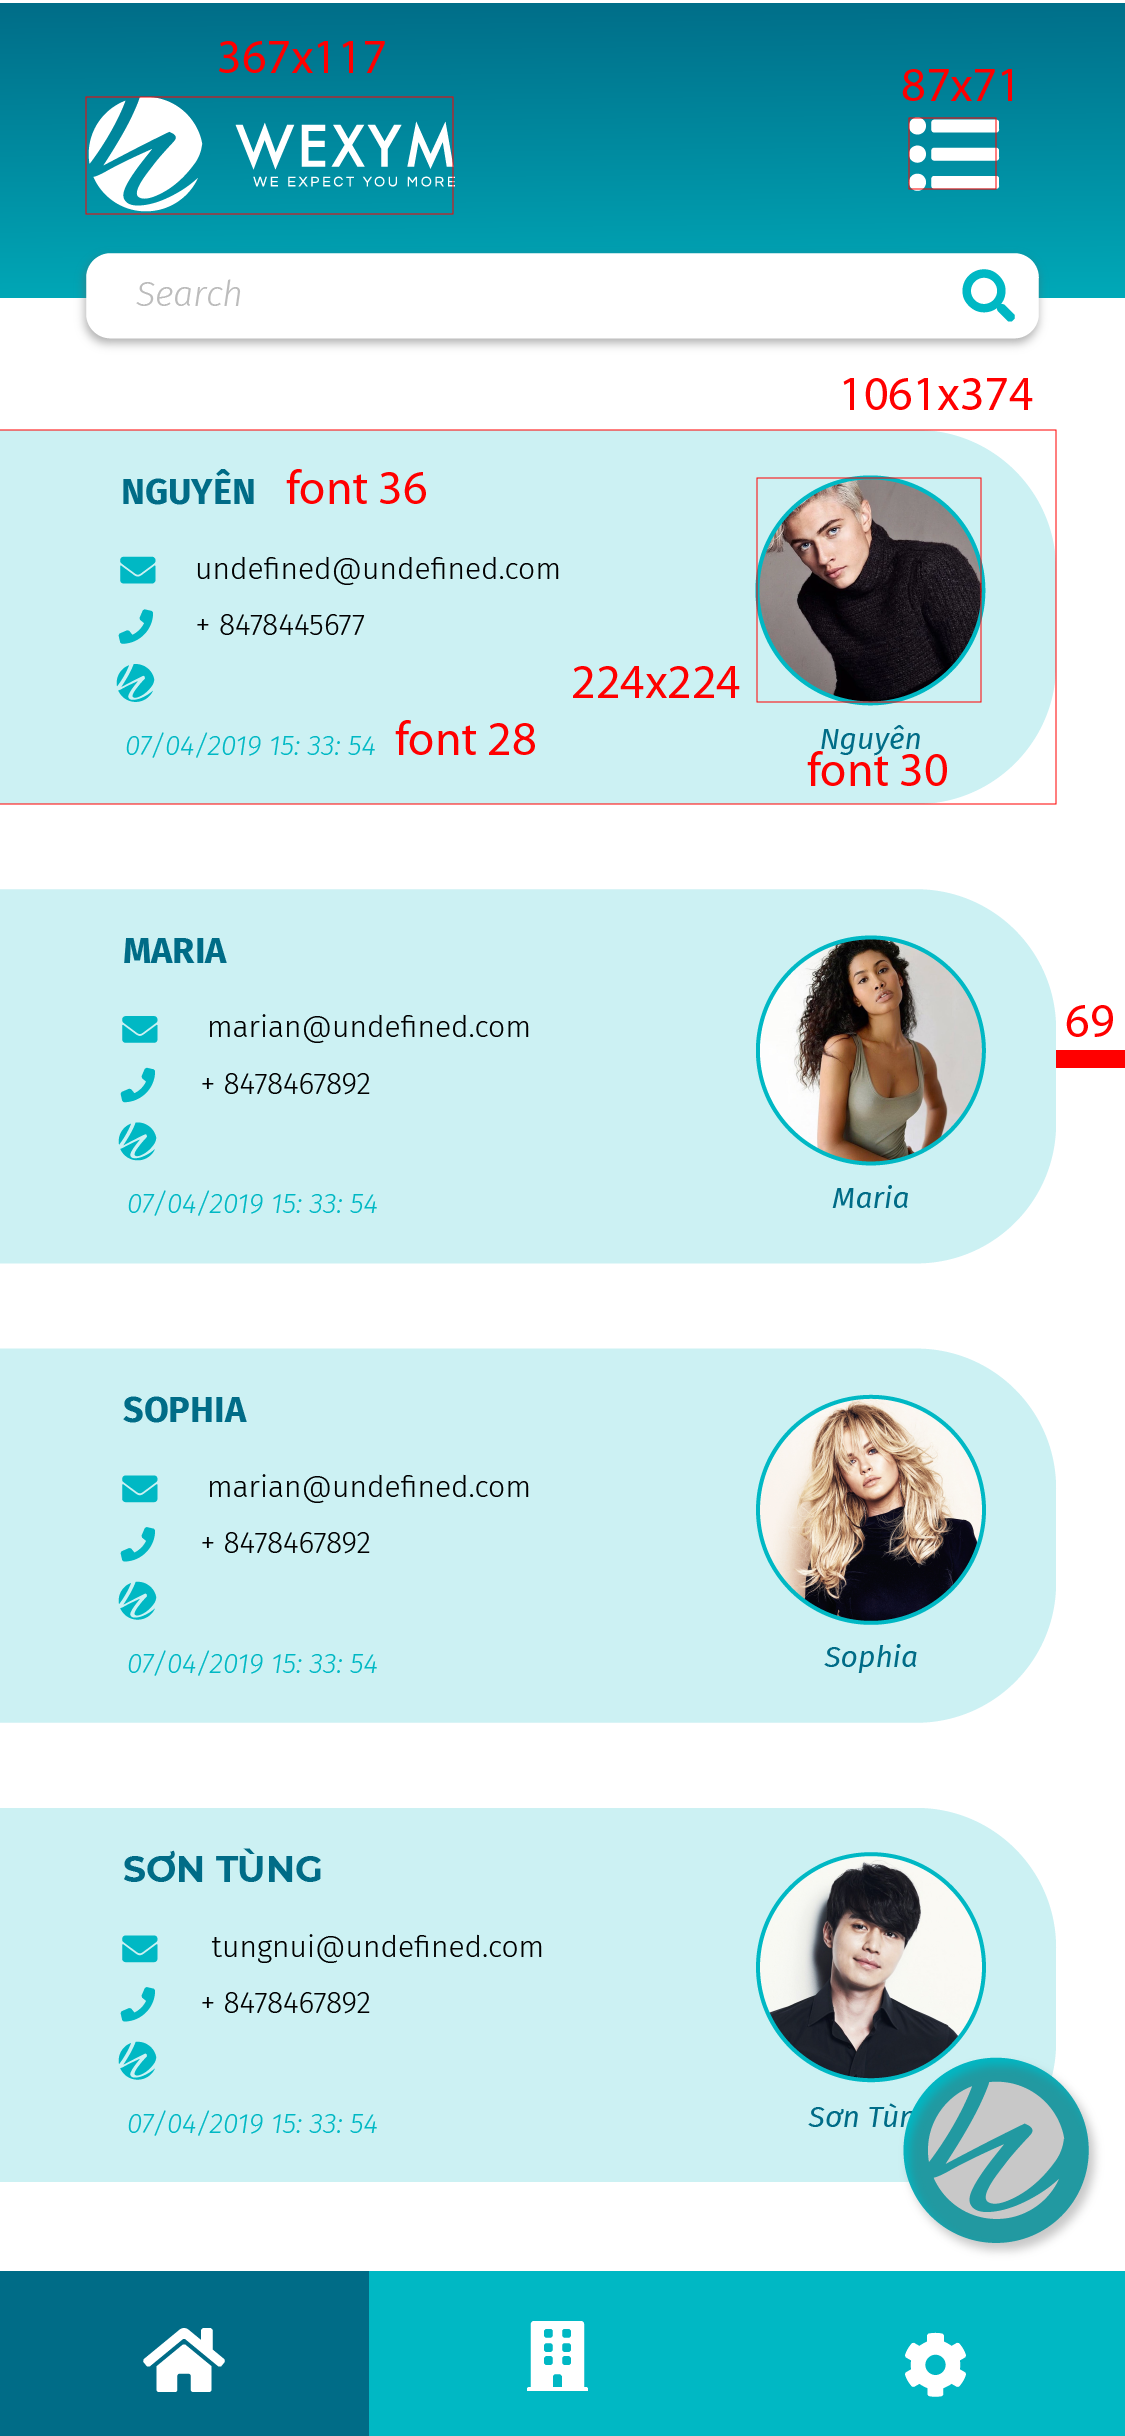 367x117
87x71
WEXYM
WE EXPECT YOU MORE
Search
1061x374
NGUYÊN font 36
undefined@undefined.com
+ 8478445677
224x224
07/04/2019 15: 33: 54 font 28
Nguyên
font 30
MARIA
69
marian@undefined.com
+ 8478467892
07/04/2019 15: 33: 54
Maria
SOPHIA
marian@undefined.com
+ 8478467892
07/04/2019 15: 33: 54
Sophia
SƠN TÙNG
tungnui@undefined.com
+ 8478467892
07/04/2019 15: 33: 54
Sơn